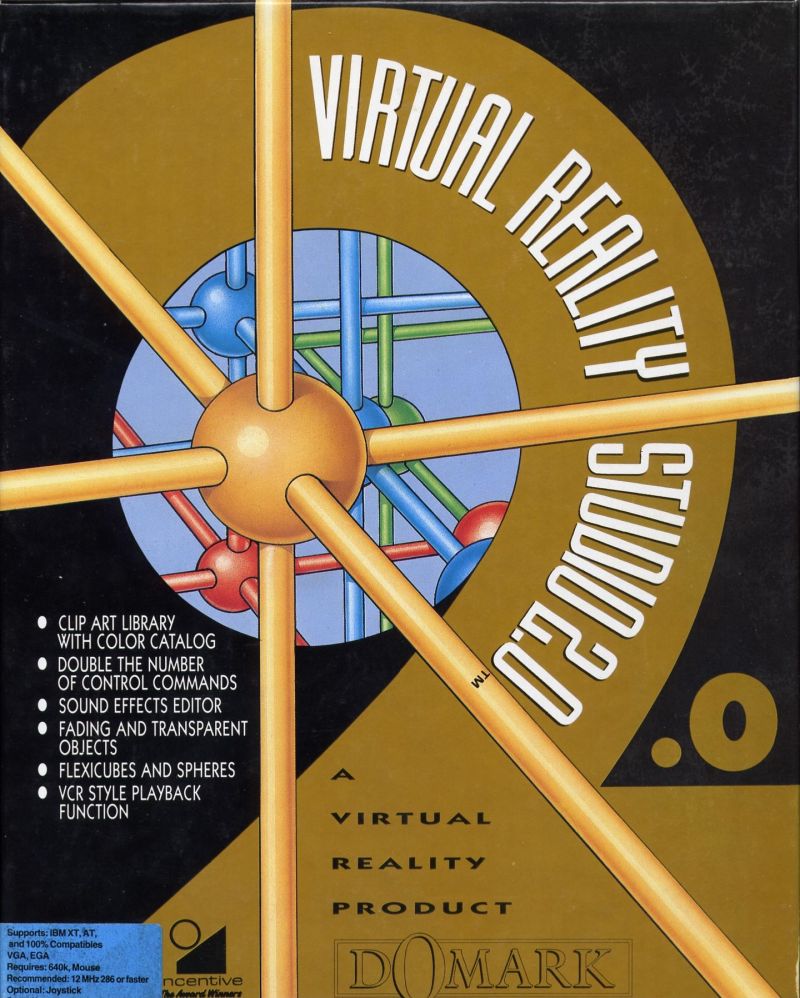 VIRTUAL REALITY STUDIO 2.0
TM
2.0
• CLIP ART LIBRARY
WITH COLOR CATALOG
• DOUBLE THE NUMBER
OF CONTROL COMMANDS
• SOUND EFFECTS EDITOR
• FADING AND TRANSPARENT
OBJECTS
• FLEXICUBES AND SPHERES
• VCR STYLE PLAYBACK
FUNCTION
A
VIRTUAL
REALITY
PRODUCT
DOMARK
Supports: IBM XT, AT,
and 100% Compatibles
VGA, EGA
Requires: 640k, Mouse
Recommended: 12 MHz 286 or faster
Optional: Joystick
incentive
The Award Winners